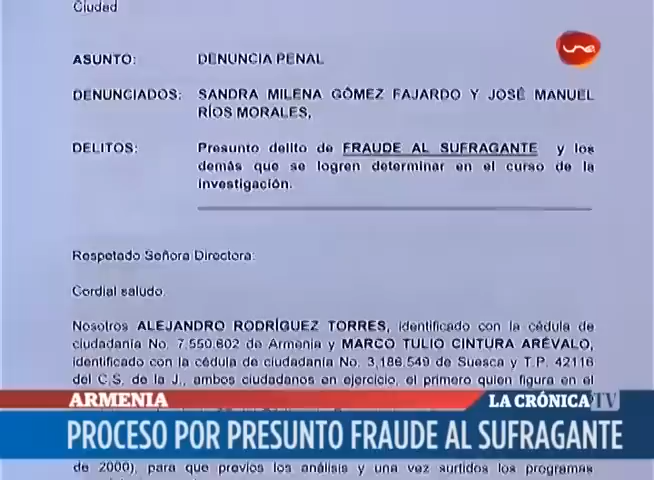 Ciudad
une
ASUNTO: DENUNCIA PENAL
DENUNCIADOS: SANDRA MILENA GÓMEZ FAJARDO Y JOSÉ MANUEL
RÍOS MORALES,
DELITOS: Presunto delito de FRAUDE AL SUFRAGANTE y los
demás que se logren determinar en el curso de la
investigación.
Respetado Señora Directora:
Cordial saludo.
Nosotros ALEJANDRO RODRÍGUEZ TORRES, identificado con la cédula de
ciudadanía No. 7.550.602 de Armenia y MARCO TULIO CINTURA ARÉVALO,
identificado con la cédula de ciudadanía No. 3,186.549 de Suesca y T.P. 42116
del C.S. de la J., ambos ciudadanos en ejercicio, el primero quien figura en el
ARMENIA
LA CRÓNICATV
PROCESO POR PRESUNTO FRAUDE AL SUFRAGANTE
de 2000), para que previos los análisis y una vez surtidos los programas